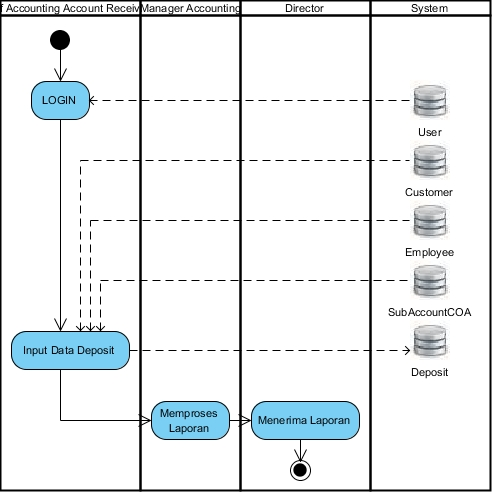 f Accounting Account Receiv
Manager Accounting
Director
System
LOGIN
User
Customer
Employee
SubAccountCOA
Input Data Deposit
Deposit
Memproses
Laporan
Menerima Laporan